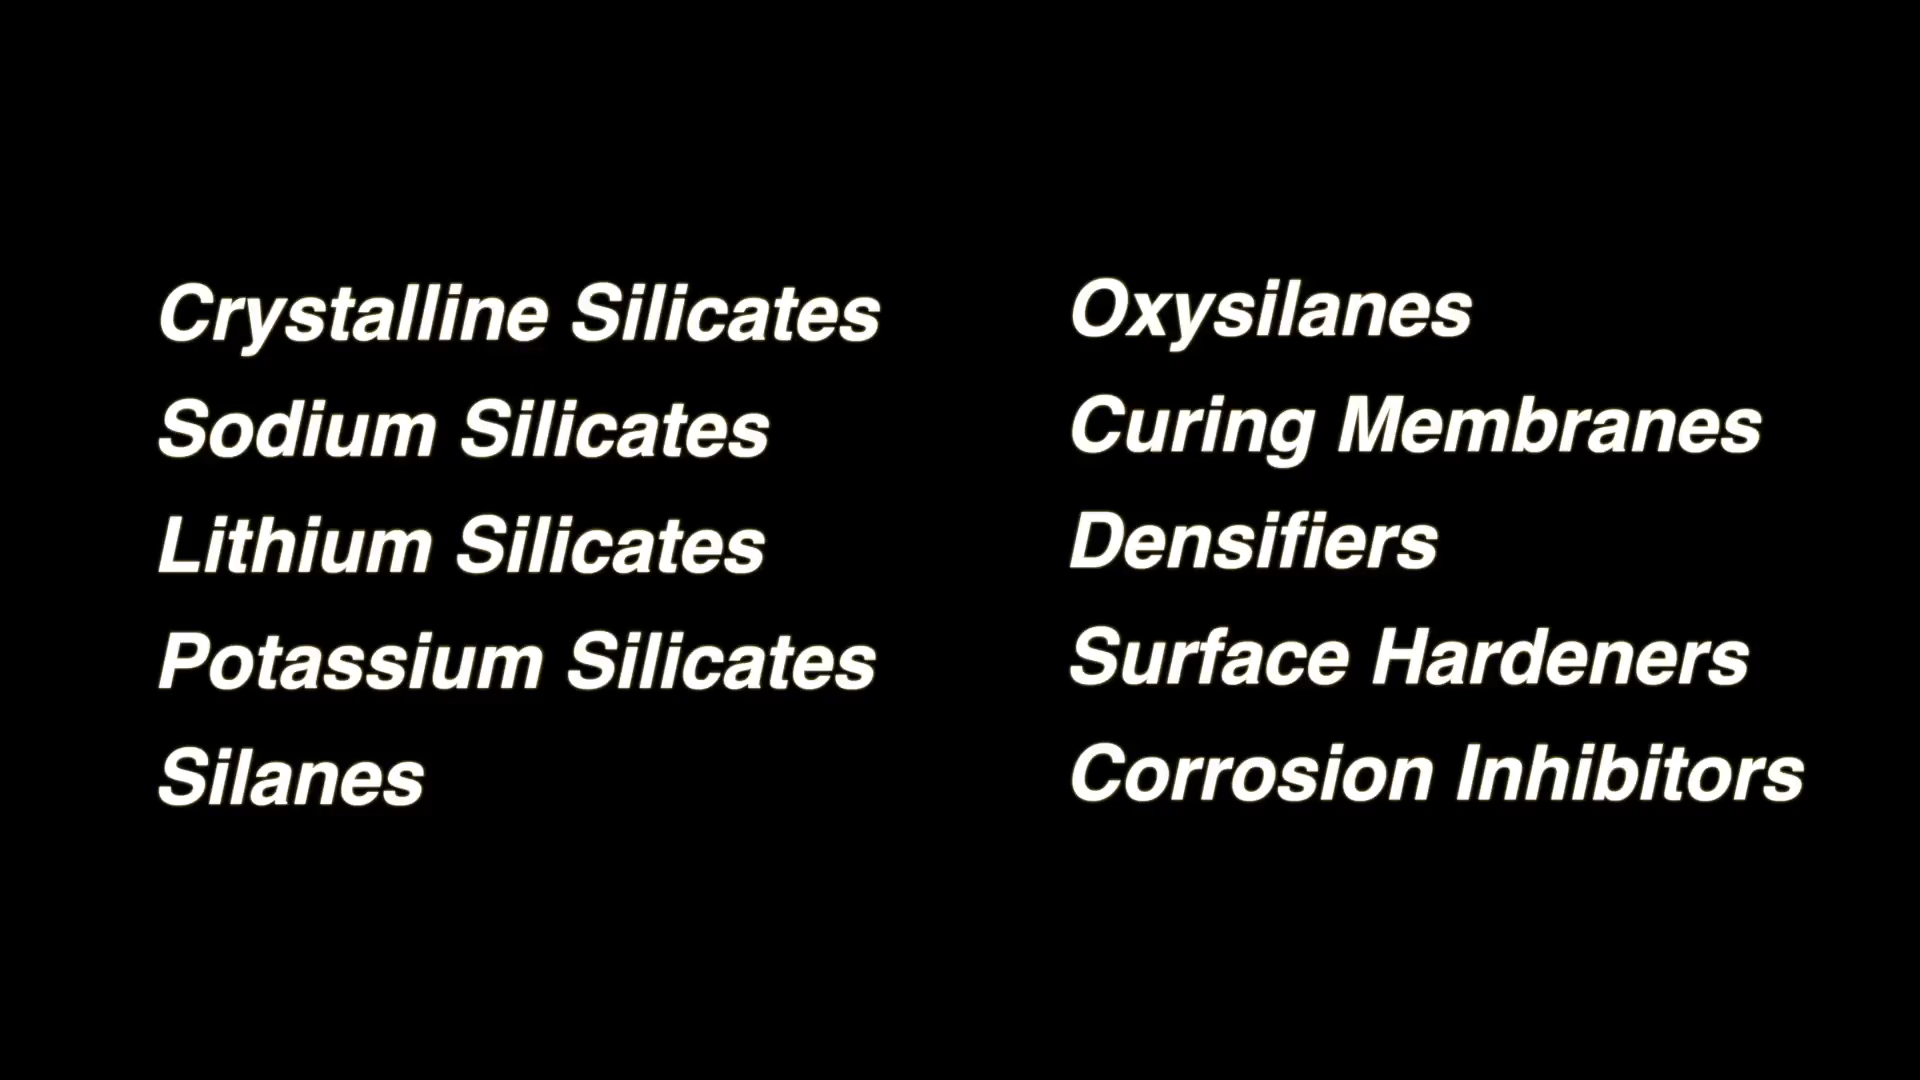 Crystalline Silicates
Sodium Silicates
Lithium Silicates
Potassium Silicates
Silanes
Oxysilanes
Curing Membranes
Densifiers
Surface Hardeners
Corrosion Inhibitors